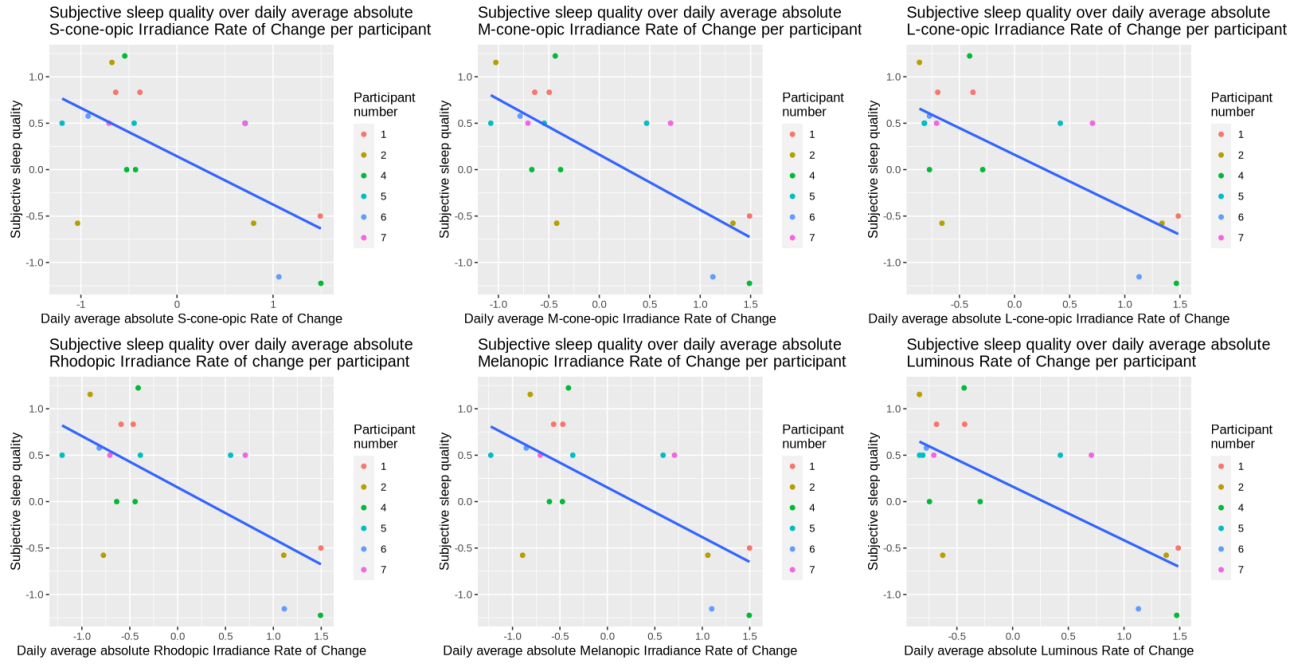 Subjective sleep quality over daily average absolute
S-cone-opic Irradiance Rate of Change per participant
Subjective sleep quality
1.0
0.5
0.0
-0.5
-1.0
-1
0
1
Daily average absolute S-cone-opic Rate of Change
Participant
number
1
2
4
5
6
7
Subjective sleep quality over daily average absolute
M-cone-opic Irradiance Rate of Change per participant
Subjective sleep quality
1.0
0.5
0.0
-0.5
-1.0
-1.0
-0.5
0.0
0.5
1.0
1.5
Daily average M-cone-opic Irradiance Rate of Change
Participant
number
1
2
4
5
6
7
Subjective sleep quality over daily average absolute
L-cone-opic Irradiance Rate of Change per participant
Subjective sleep quality
1.0
0.5
0.0
-0.5
-1.0
-0.5
0.0
0.5
1.0
1.5
Daily average absolute L-cone-opic Irradiance Rate of Change
Participant
number
1
2
4
5
6
7
Subjective sleep quality over daily average absolute
Rhodopic Irradiance Rate of change per participant
Subjective sleep quality
1.0
0.5
0.0
-0.5
-1.0
-1.0
-0.5
0.0
0.5
1.0
1.5
Daily average absolute Rhodopic Irradiance Rate of Change
Participant
number
1
2
4
5
6
7
Subjective sleep quality over daily average absolute
Melanopic Irradiance Rate of Change per participant
Subjective sleep quality
1.0
0.5
0.0
-0.5
-1.0
-1.0
-0.5
0.0
0.5
1.0
1.5
Daily average absolute Melanopic Irradiance Rate of Change
Participant
number
1
2
4
5
6
7
Subjective sleep quality over daily average absolute
Luminous Rate of Change per participant
Subjective sleep quality
1.0
0.5
0.0
-0.5
-1.0
-0.5
0.0
0.5
1.0
1.5
Daily average absolute Luminous Rate of Change
Participant
number
1
2
4
5
6
7